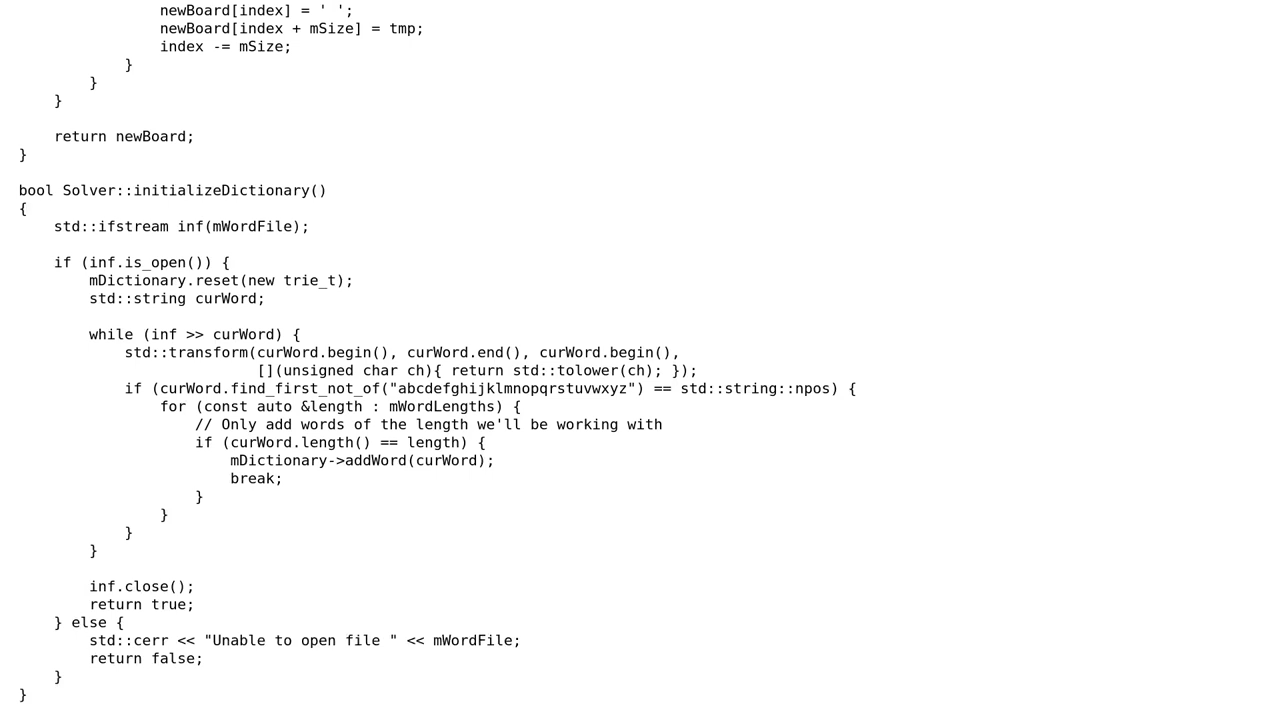 newBoard[index] = ' ';
                newBoard[index + mSize] = tmp;
                index -= mSize;
            }
        }
    }

    return newBoard;
}

bool Solver::initializeDictionary()
{
    std::ifstream inf(mWordFile);

    if (inf.is_open()) {
        mDictionary.reset(new trie_t);
        std::string curWord;

        while (inf >> curWord) {
            std::transform(curWord.begin(), curWord.end(), curWord.begin(),
                           [](unsigned char ch){ return std::tolower(ch); });
            if (curWord.find_first_not_of("abcdefghijklmnopqrstuvwxyz") == std::string::npos) {
                for (const auto &length : mWordLengths) {
                    // Only add words of the length we'll be working with
                    if (curWord.length() == length) {
                        mDictionary->addWord(curWord);
                        break;
                    }
                }
            }
        }

        inf.close();
        return true;
    } else {
        std::cerr << "Unable to open file " << mWordFile;
        return false;
    }
}